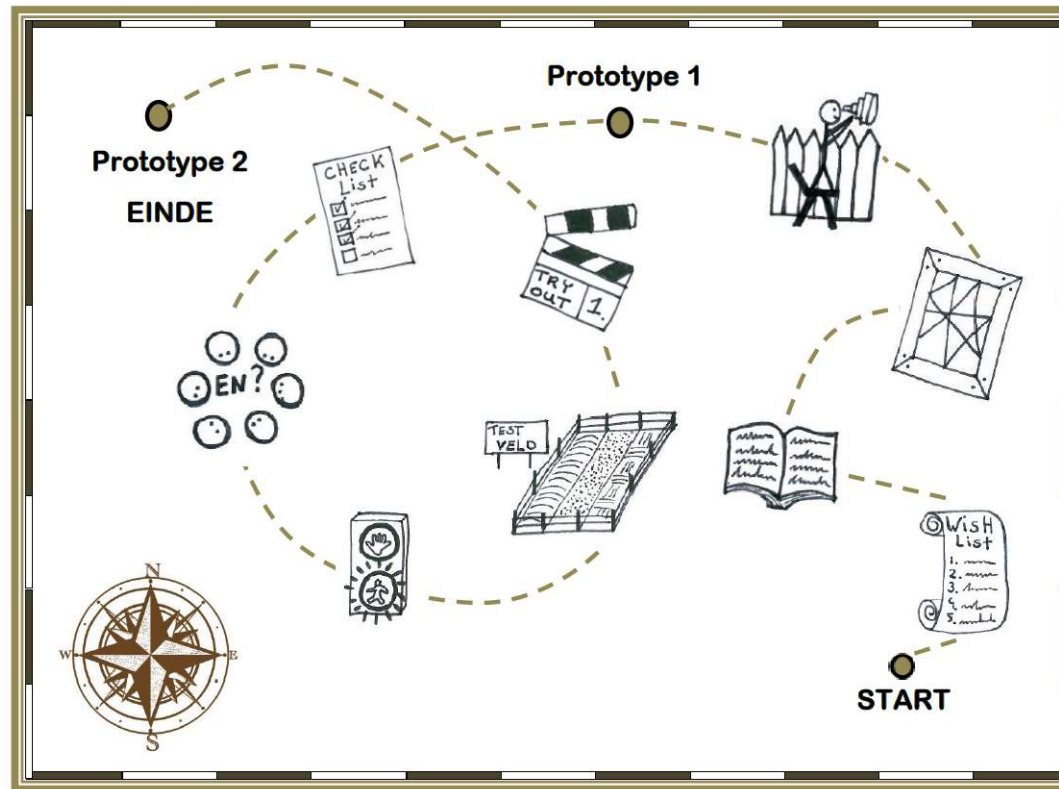 Prototype 1
Prototype 2
EINDE
CHECK
List
TRY
OUT
1.
EN?
TEST
VELD
WisH
List
1.
2.
3.
4.
5.
START
N
W
E
S